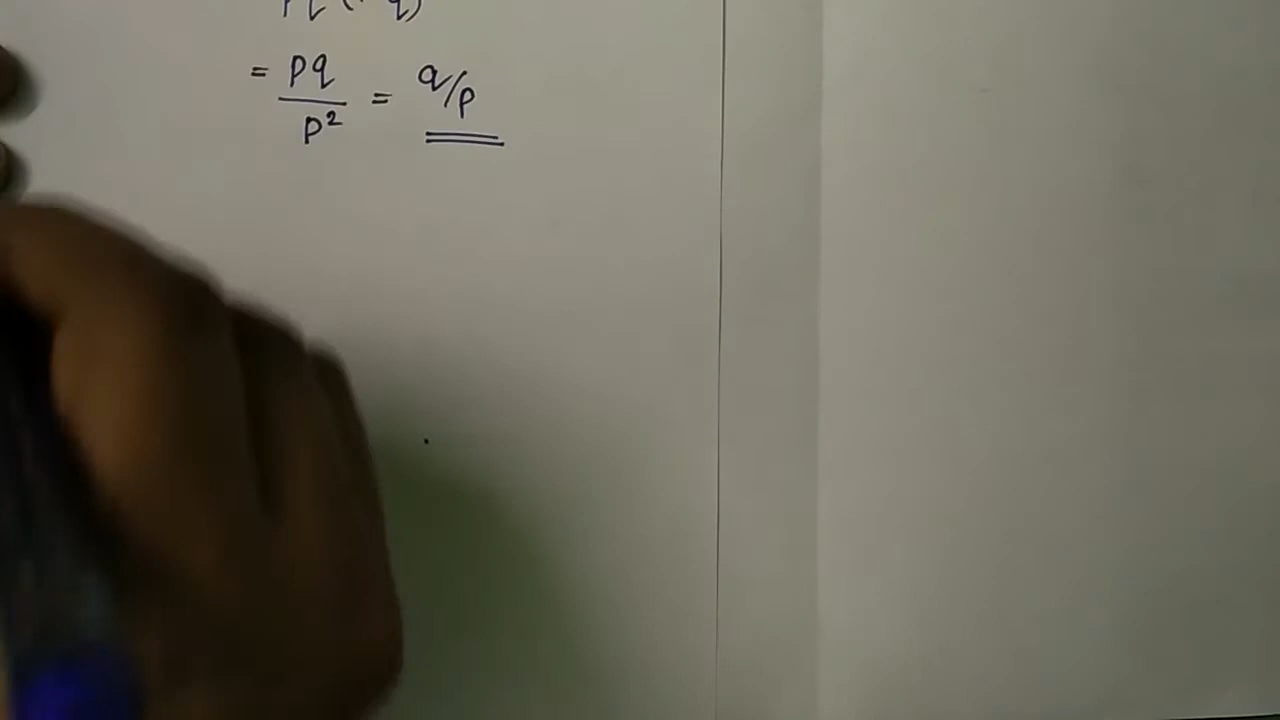 = pq/p² = q/p